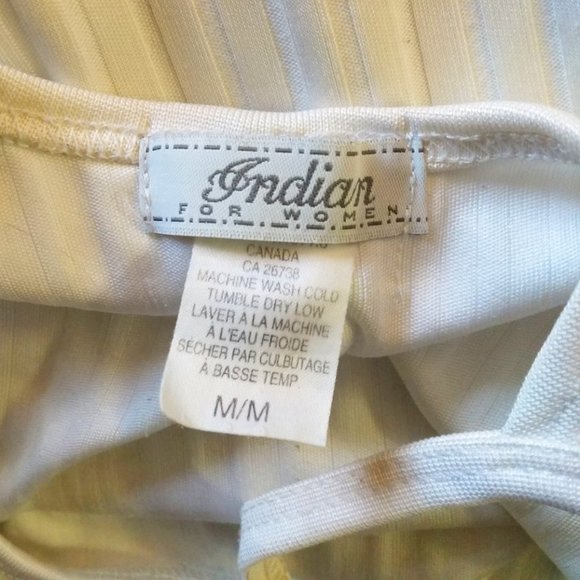 Indian
FOR WOMEN
CANADA
CA 26738
MACHINE WASH COLD
TUMBLE DRY LOW
LAVER A LA MACHINE
À L'EAU FROIDE
SÉCHER PAR CULBUTAGE
À BASSE TEMP
M/M